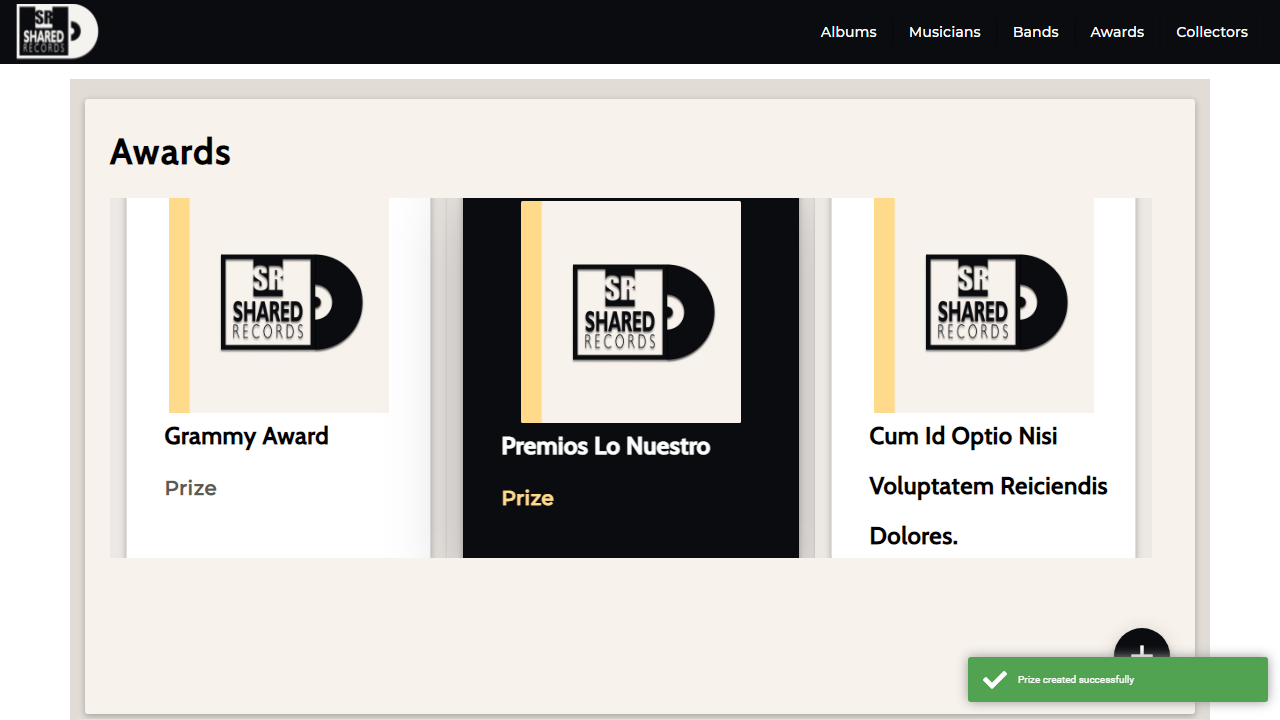 SR
SHARED
RECORDS
Albums
Musicians
Bands
Awards
Collectors
Awards
SR
SHARED
RECORDS
Grammy Award
Prize
SR
SHARED
RECORDS
Premios Lo Nuestro
Prize
SR
SHARED
RECORDS
Cum Id Optio Nisi
Voluptatem Reiciendis
Dolores.
+
Prize created successfully